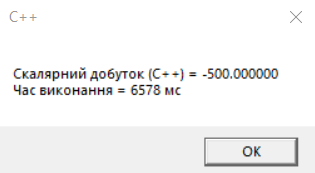 C++
Скалярний добуток (C++) = -500.000000
Час виконання = 6578 мс
OK